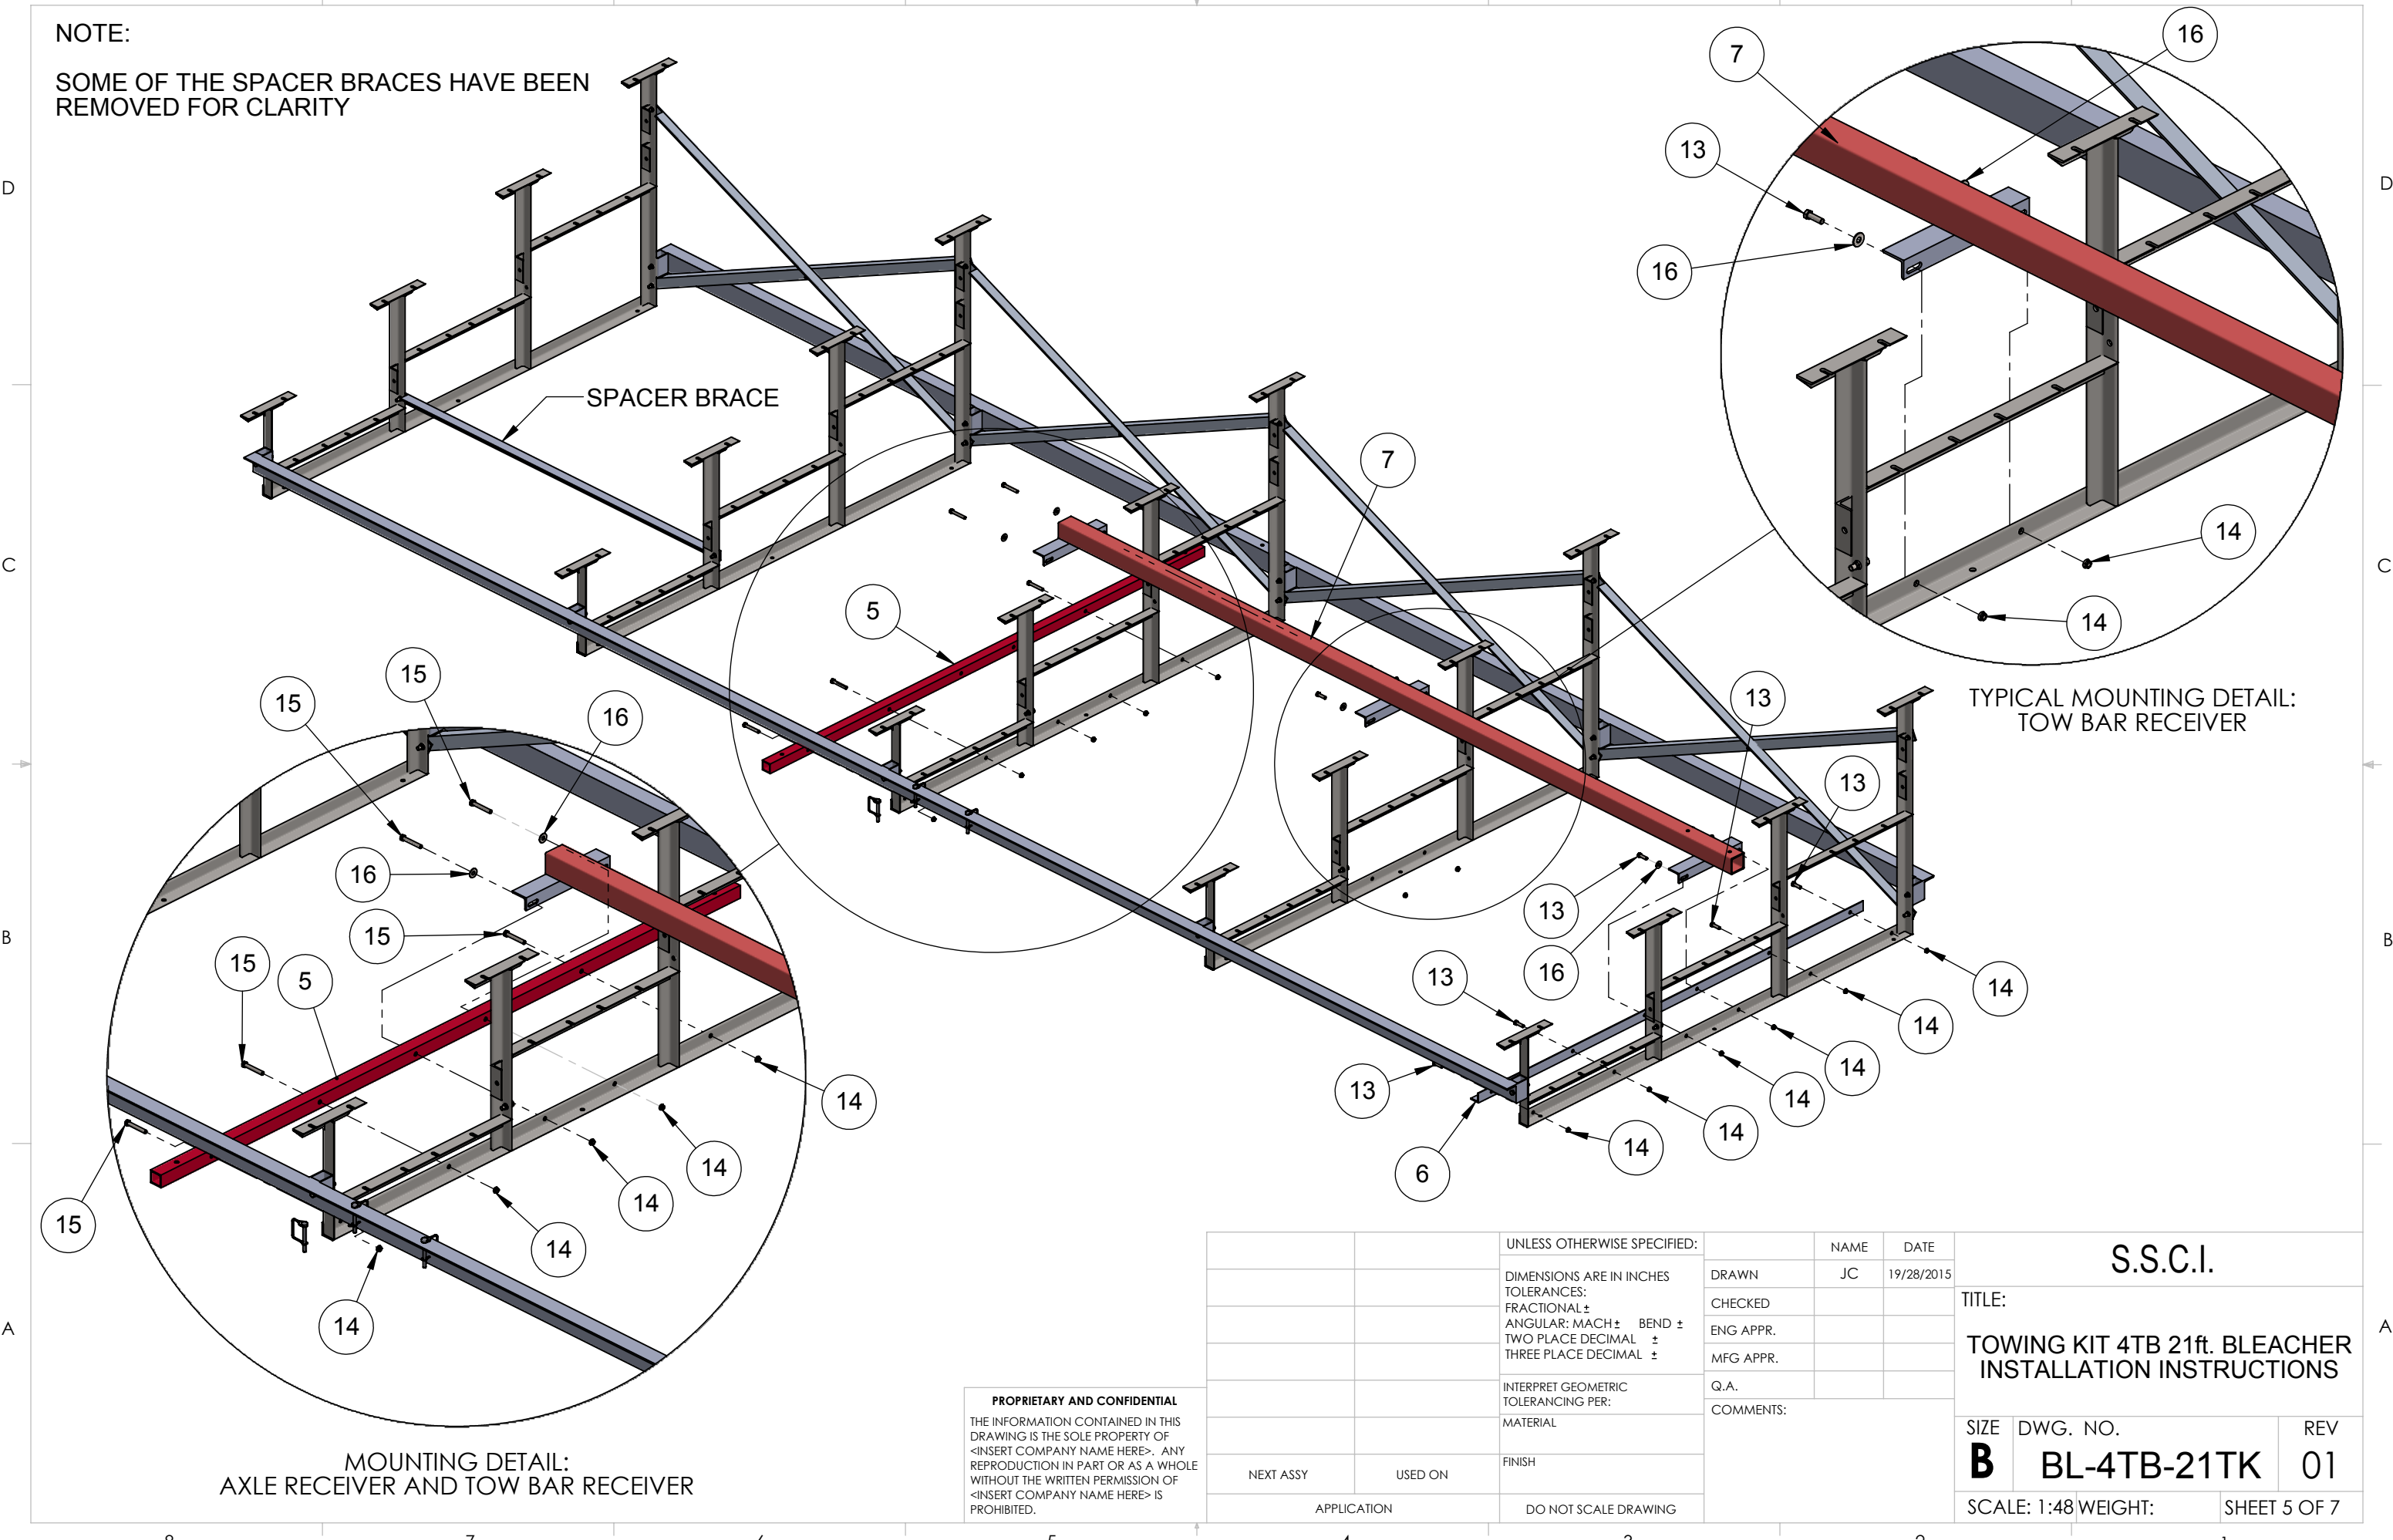 NOTE:
SOME OF THE SPACER BRACES HAVE BEEN
REMOVED FOR CLARITY
D
C
B
A
D
C
B
A
SPACER BRACE
7
16
13
16
14
14
TYPICAL MOUNTING DETAIL:
TOW BAR RECEIVER
7
5
13
13
13
16
13
13
6
14
14
14
14
14
14
15
15
16
16
15
15
5
15
14
14
14
14
14
MOUNTING DETAIL:
AXLE RECEIVER AND TOW BAR RECEIVER
PROPRIETARY AND CONFIDENTIAL
THE INFORMATION CONTAINED IN THIS
DRAWING IS THE SOLE PROPERTY OF
<INSERT COMPANY NAME HERE>. ANY
REPRODUCTION IN PART OR AS A WHOLE
WITHOUT THE WRITTEN PERMISSION OF
<INSERT COMPANY NAME HERE> IS
PROHIBITED.
NEXT ASSY
USED ON
APPLICATION
UNLESS OTHERWISE SPECIFIED:
DIMENSIONS ARE IN INCHES
TOLERANCES:
FRACTIONAL ±
ANGULAR: MACH ± BEND ±
TWO PLACE DECIMAL ±
THREE PLACE DECIMAL ±
INTERPRET GEOMETRIC
TOLERANCING PER:
MATERIAL
FINISH
DO NOT SCALE DRAWING
NAME
DATE
DRAWN
JC
19/28/2015
CHECKED
ENG APPR.
MFG APPR.
Q.A.
COMMENTS:
S.S.C.I.
TITLE:
TOWING KIT 4TB 21ft. BLEACHER
INSTALLATION INSTRUCTIONS
SIZE
B
DWG. NO.
BL-4TB-21TK
REV
01
SCALE: 1:48
WEIGHT:
SHEET 5 OF 7